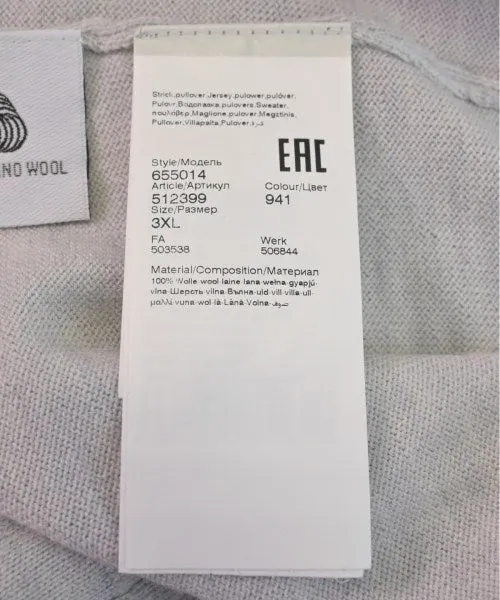 Strick,pullover,Jersey,pulower,pulóver,
Pulovr,Водолазка,pulovers,Sweater,
πουλόβερ,Maglione,pulover,Megztinis,
Pullover,Villapaita,Pulover,كنزة
EAC
Style/Модель
655014
Article/Артикул
512399
Colour/Цвет
941
Size/Размер
3XL
FA
503538
Werk
506844
Material/Composition/Материал
100% Wolle wool laine lana wełna gyapjú
vlna Шерсть vilna Вълна uld vill villa ull
μαλλί vuna wol lã Lână Volna صوف
WOOL